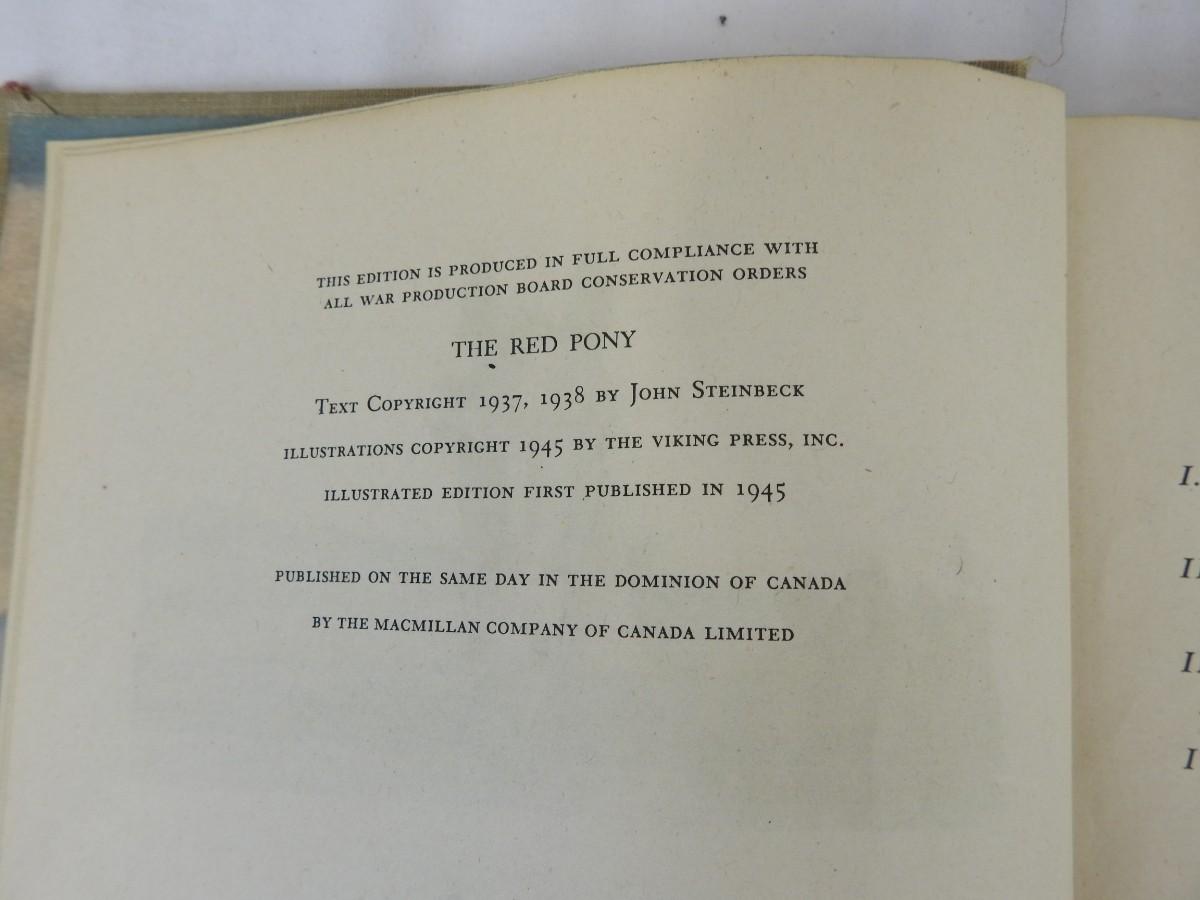 THIS EDITION IS PRODUCED IN FULL COMPLIANCE WITH
ALL WAR PRODUCTION BOARD CONSERVATION ORDERS
THE RED PONY
TEXT COPYRIGHT 1937, 1938 BY JOHN STEINBECK
ILLUSTRATIONS COPYRIGHT 1945 BY THE VIKING PRESS, INC.
ILLUSTRATED EDITION FIRST PUBLISHED IN 1945
PUBLISHED ON THE SAME DAY IN THE DOMINION OF CANADA
BY THE MACMILLAN COMPANY OF CANADA LIMITED
I.